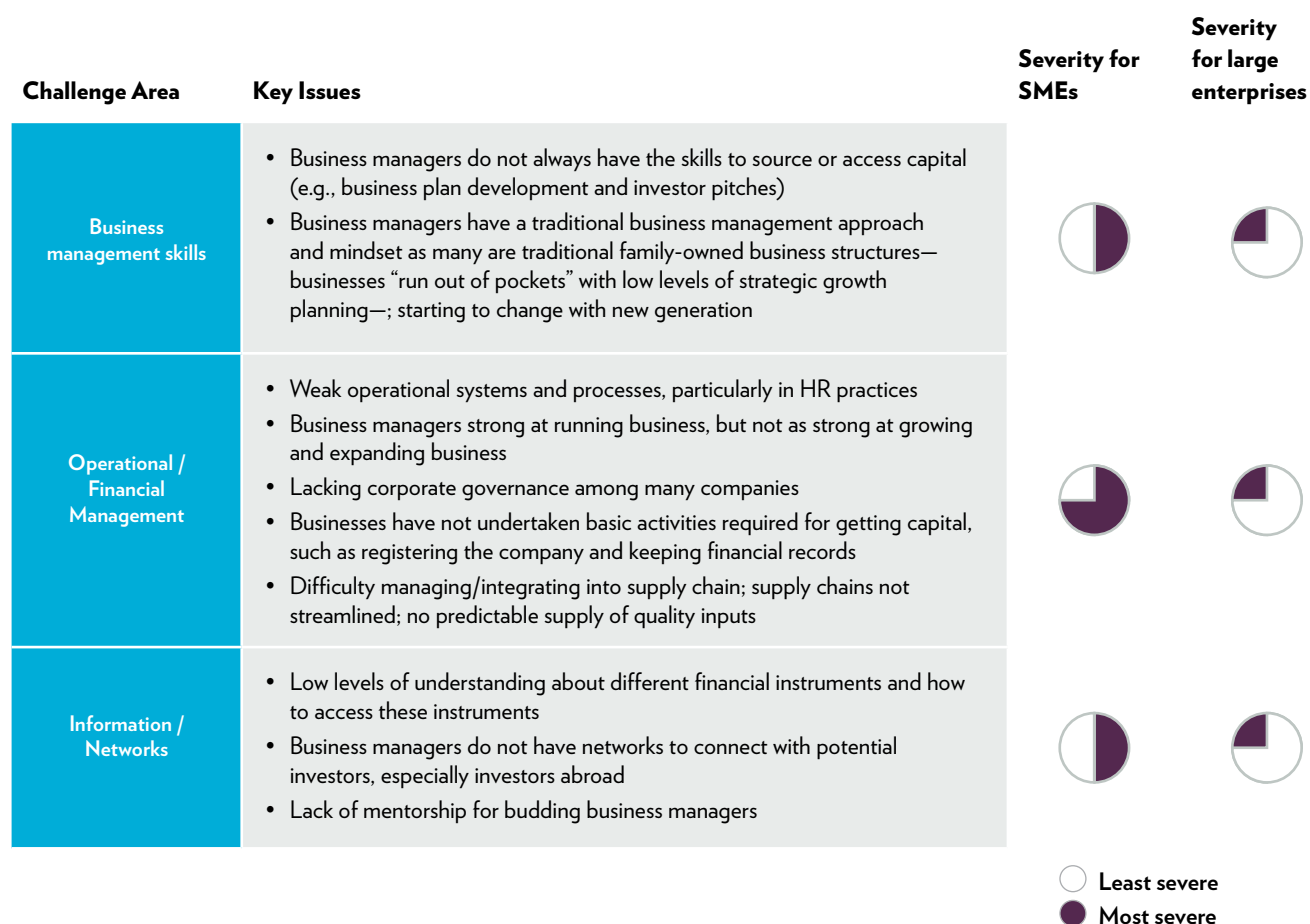 Challenge Area
Key Issues
Severity for
SMEs
Severity
for large
enterprises
Business
management skills
• Business managers do not always have the skills to source or access capital
(e.g., business plan development and investor pitches)
• Business managers have a traditional business management approach
and mindset as many are traditional family-owned business structures—
businesses “run out of pockets” with low levels of strategic growth
planning—; starting to change with new generation
Operational /
Financial
Management
• Weak operational systems and processes, particularly in HR practices
• Business managers strong at running business, but not as strong at growing
and expanding business
• Lacking corporate governance among many companies
• Businesses have not undertaken basic activities required for getting capital,
such as registering the company and keeping financial records
• Difficulty managing/integrating into supply chain; supply chains not
streamlined; no predictable supply of quality inputs
Information /
Networks
• Low levels of understanding about different financial instruments and how
to access these instruments
• Business managers do not have networks to connect with potential
investors, especially investors abroad
• Lack of mentorship for budding business managers
Least severe
Most severe